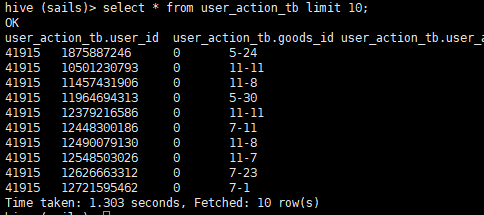 hive (sails)> select * from user_action_tb limit 10;
OK
user_action_tb.user_id user_action_tb.goods_id user_action_tb.user_a
41915 1875887246 0 5-24
41915 10501230793 0 11-11
41915 11457431906 0 11-8
41915 11964694313 0 5-30
41915 12379216586 0 11-11
41915 12448300186 0 7-11
41915 12490079130 0 11-8
41915 12548503026 0 11-7
41915 12626663312 0 7-23
41915 12721595462 0 7-1
Time taken: 1.303 seconds, Fetched: 10 row(s)